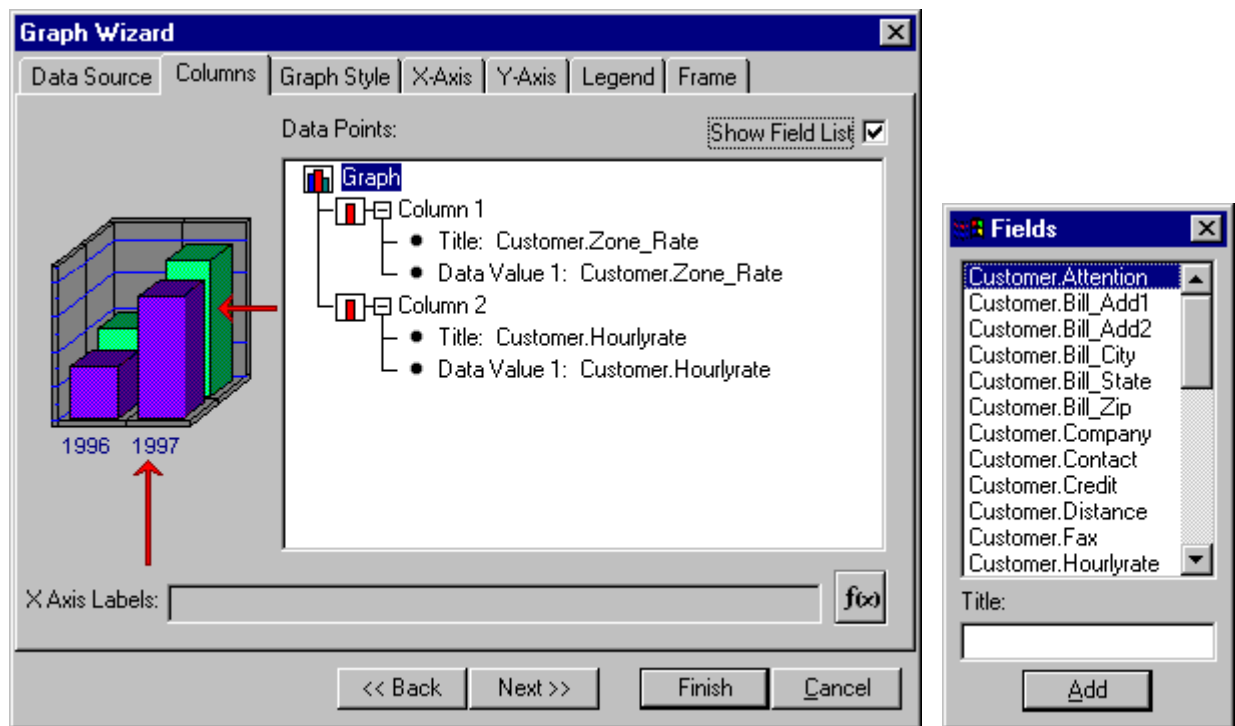 Graph Wizard
Data Source Columns Graph Style X-Axis Y-Axis Legend Frame
Data Points: Show Field List
Graph
Column 1
Title: Customer.Zone_Rate
Data Value 1: Customer.Zone_Rate
Column 2
Title: Customer.Hourlyrate
Data Value 1: Customer.Hourlyrate
1996 1997
X Axis Labels: f(x)
<< Back Next >> Finish Cancel
Fields
Customer.Attention
Customer.Bill_Add1
Customer.Bill_Add2
Customer.Bill_City
Customer.Bill_State
Customer.Bill_Zip
Customer.Company
Customer.Contact
Customer.Credit
Customer.Distance
Customer.Fax
Customer.Hourlyrate
Title:
Add